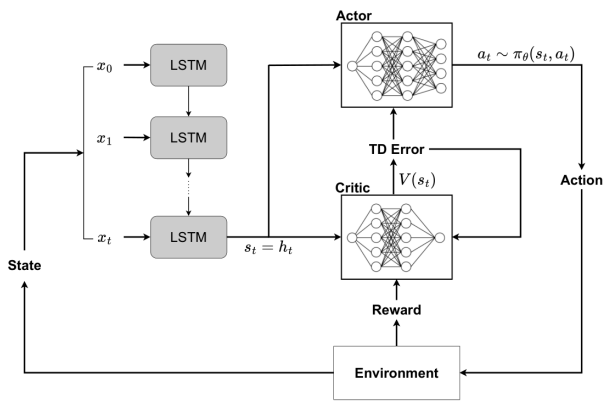 Actor
x_0
LSTM
a_t ∼ π_θ(s_t, a_t)
x_1
LSTM
TD Error
Action
Critic
V(s_t)
x_t
LSTM
s_t = h_t
State
Reward
Environment